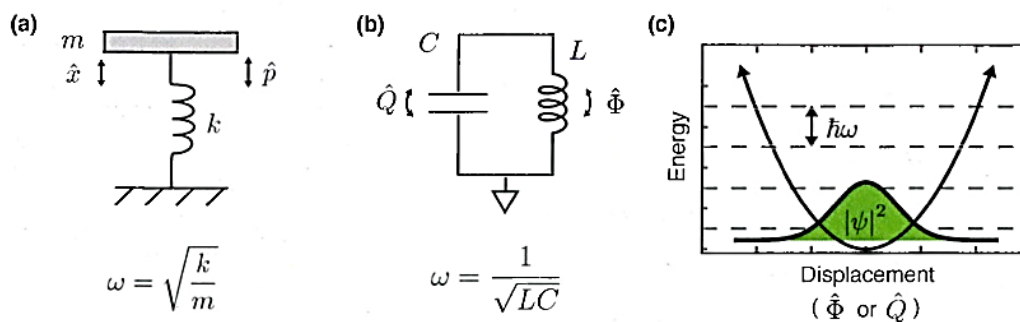 (a)
m
x̂
p̂
k
ω = √(k/m)
(b)
C
L
Q̂
Φ̂
ω = 1/√(LC)
(c)
Energy
ħω
|ψ|²
Displacement
( Φ̂ or Q̂ )